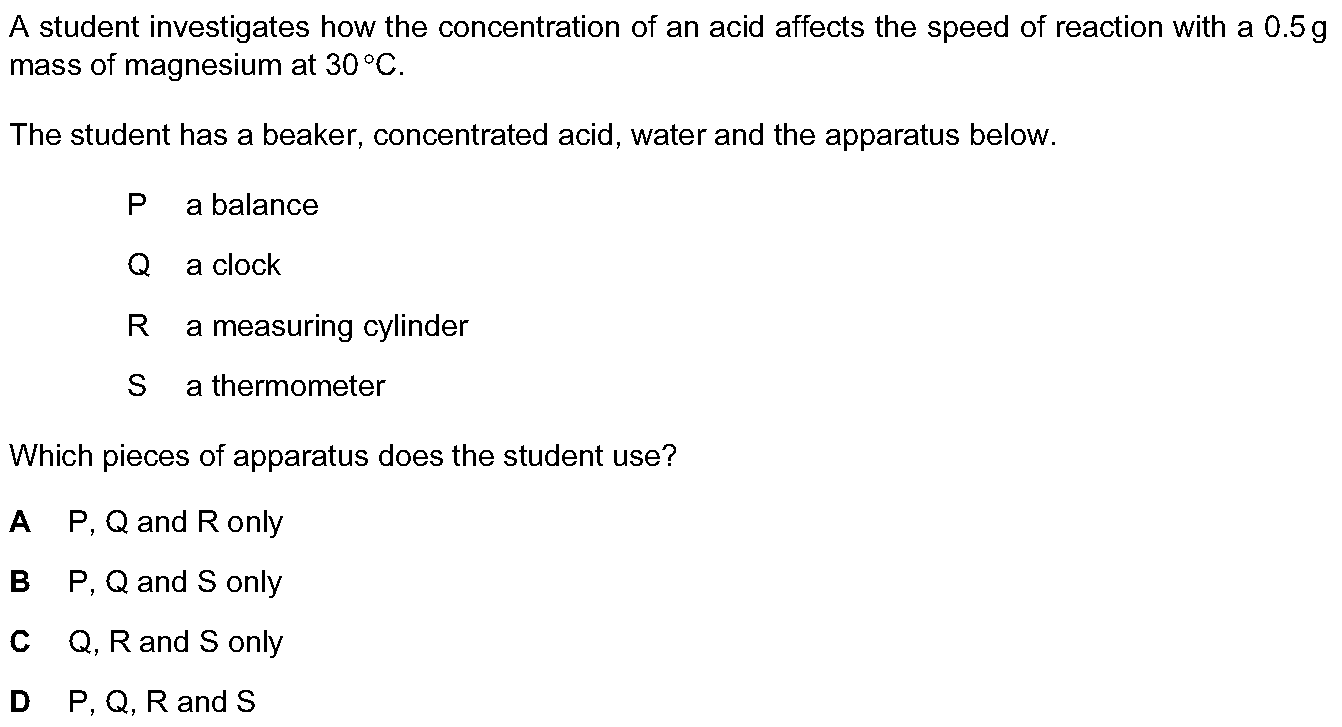 A student investigates how the concentration of an acid affects the speed of reaction with a 0.5 g
mass of magnesium at 30 °C.
The student has a beaker, concentrated acid, water and the apparatus below.
P a balance
Q a clock
R a measuring cylinder
S a thermometer
Which pieces of apparatus does the student use?
A P, Q and R only
B P, Q and S only
C Q, R and S only
D P, Q, R and S